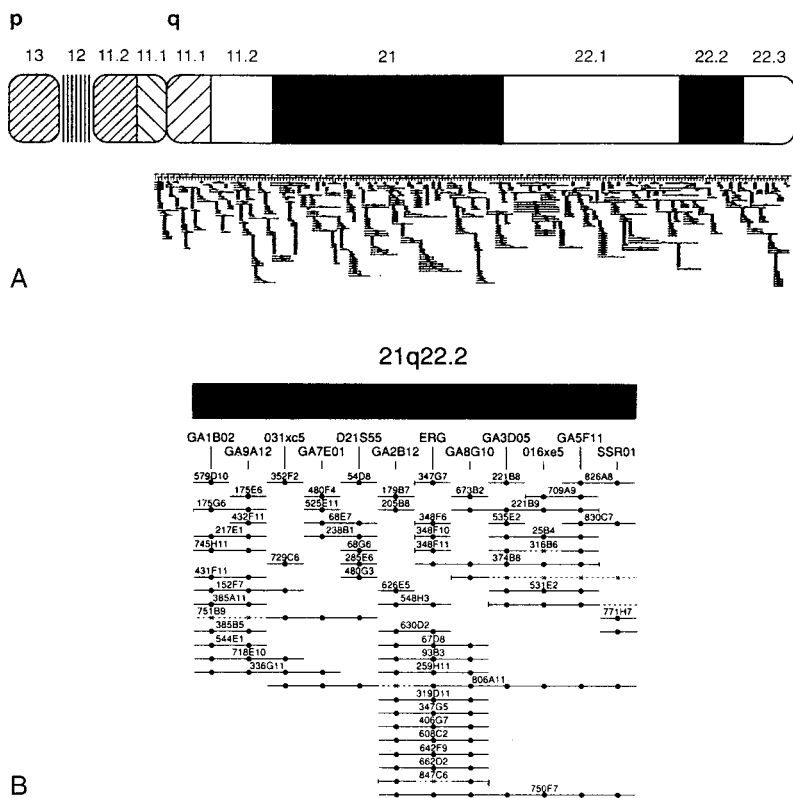 p q
13 12 11.2 11.1 11.1 11.2 21 22.1 22.2 22.3
A
21q22.2
GA1B02 031xc5 D21S55 ERG GA3D05 GA5F11
GA9A12 GA7E01 GA2B12 GA8G10 016xe5 SSR01
579D10 352F2 54D8 347G7 221B8 826A8
175E6 480F4 179B7 673B2 709A9
175G6 525E11 205B8 221B9
432F11 68E7 348F6 535E2 830C7
217E1 238B1 348F10 25B4
745H11 68G6 348F11 316B6
729C6 285E6 374B8
431F11 480G3
152F7 626E5 531E2
385A11 548H3
751B9 771H7
385B5 630D2
544E1 67D8
718E10 93B3
336G11 259H11
806A11
319D11
347G5
406G7
608C2
642F9
662D2
847C6
750F7
B